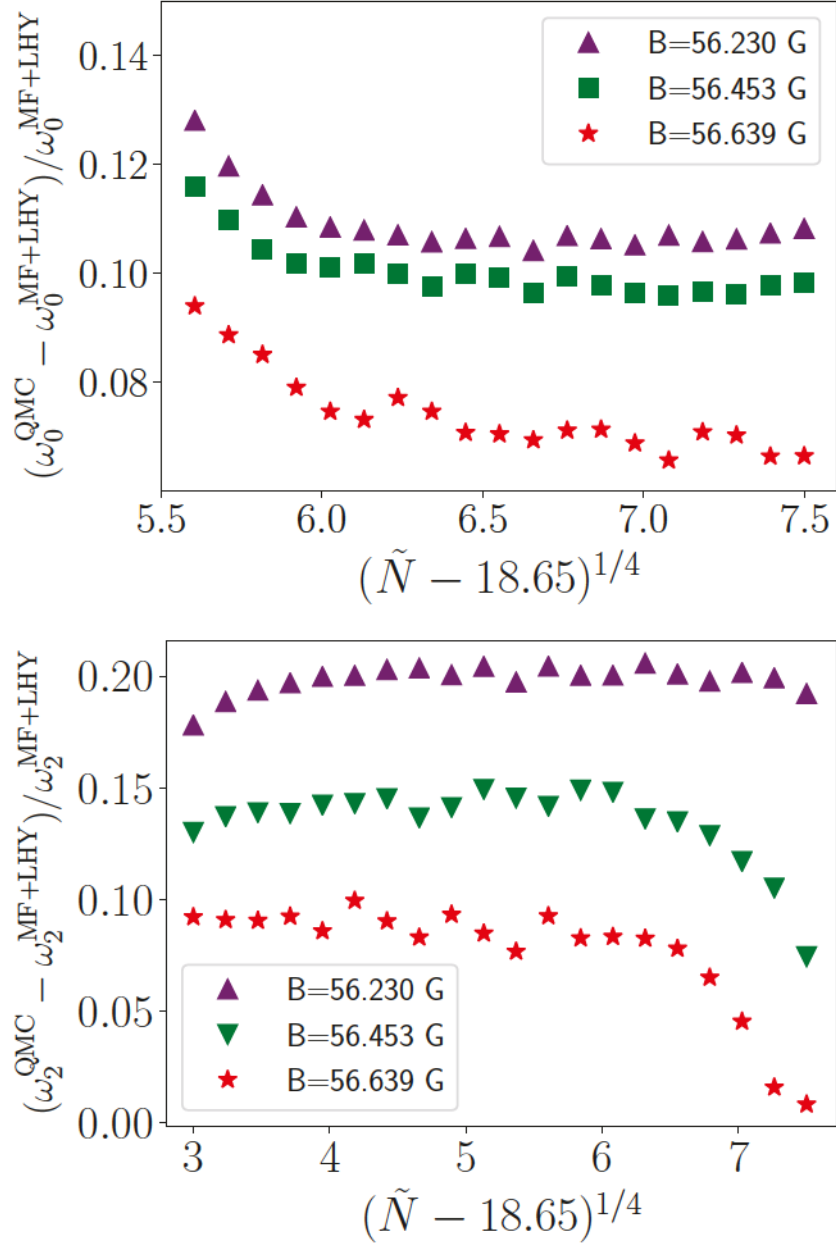 (ω₀^QMC − ω₀^MF+LHY)/ω₀^MF+LHY
0.14
0.12
0.10
0.08
B=56.230 G
B=56.453 G
B=56.639 G
5.5 6.0 6.5 7.0 7.5
(Ñ − 18.65)^1/4
(ω₂^QMC − ω₂^MF+LHY)/ω₂^MF+LHY
0.20
0.15
0.10
0.05
0.00
B=56.230 G
B=56.453 G
B=56.639 G
3 4 5 6 7
(Ñ − 18.65)^1/4